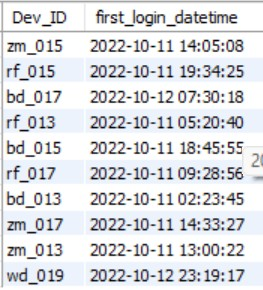 Dev_ID first_login_datetime
zm_015 2022-10-11 14:05:08
rf_015 2022-10-11 19:34:25
bd_017 2022-10-12 07:30:18
rf_013 2022-10-11 05:20:40
bd_015 2022-10-11 18:45:55
20
rf_017 2022-10-11 09:28:56
bd_013 2022-10-11 02:23:45
zm_017 2022-10-11 14:33:27
zm_013 2022-10-11 13:00:22
wd_019 2022-10-12 23:19:17